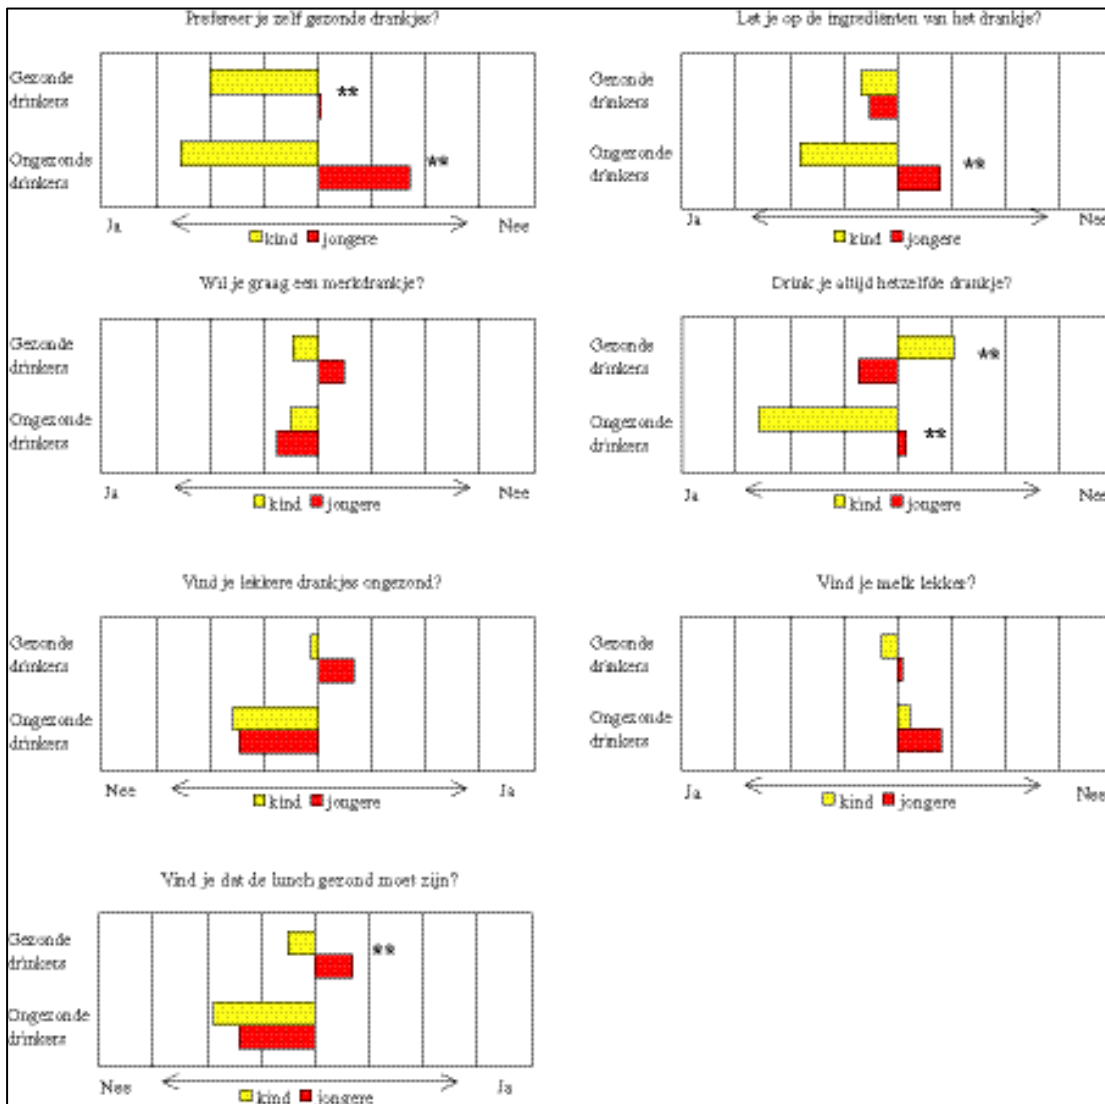 Prefereer je zelf gezonde drankjes?
Gezonde
drinkers
**
Ongezonde
drinkers
**
Ja
Nee
kind jongere
Let je op de ingrediënten van het drankje?
Gezonde
drinkers
Ongezonde
drinkers
**
Ja
Nee
kind jongere
Wil je graag een merkdrankje?
Gezonde
drinkers
Ongezonde
drinkers
Ja
Nee
kind jongere
Drink je altijd hetzelfde drankje?
Gezonde
drinkers
**
Ongezonde
drinkers
**
Ja
Nee
kind jongere
Vind je lekkere drankjes ongezond?
Gezonde
drinkers
Ongezonde
drinkers
Nee
Ja
kind jongere
Vind je melk lekker?
Gezonde
drinkers
Ongezonde
drinkers
Ja
Nee
kind jongere
Vind je dat de lunch gezond moet zijn?
Gezonde
drinkers
**
Ongezonde
drinkers
Nee
Ja
kind jongere